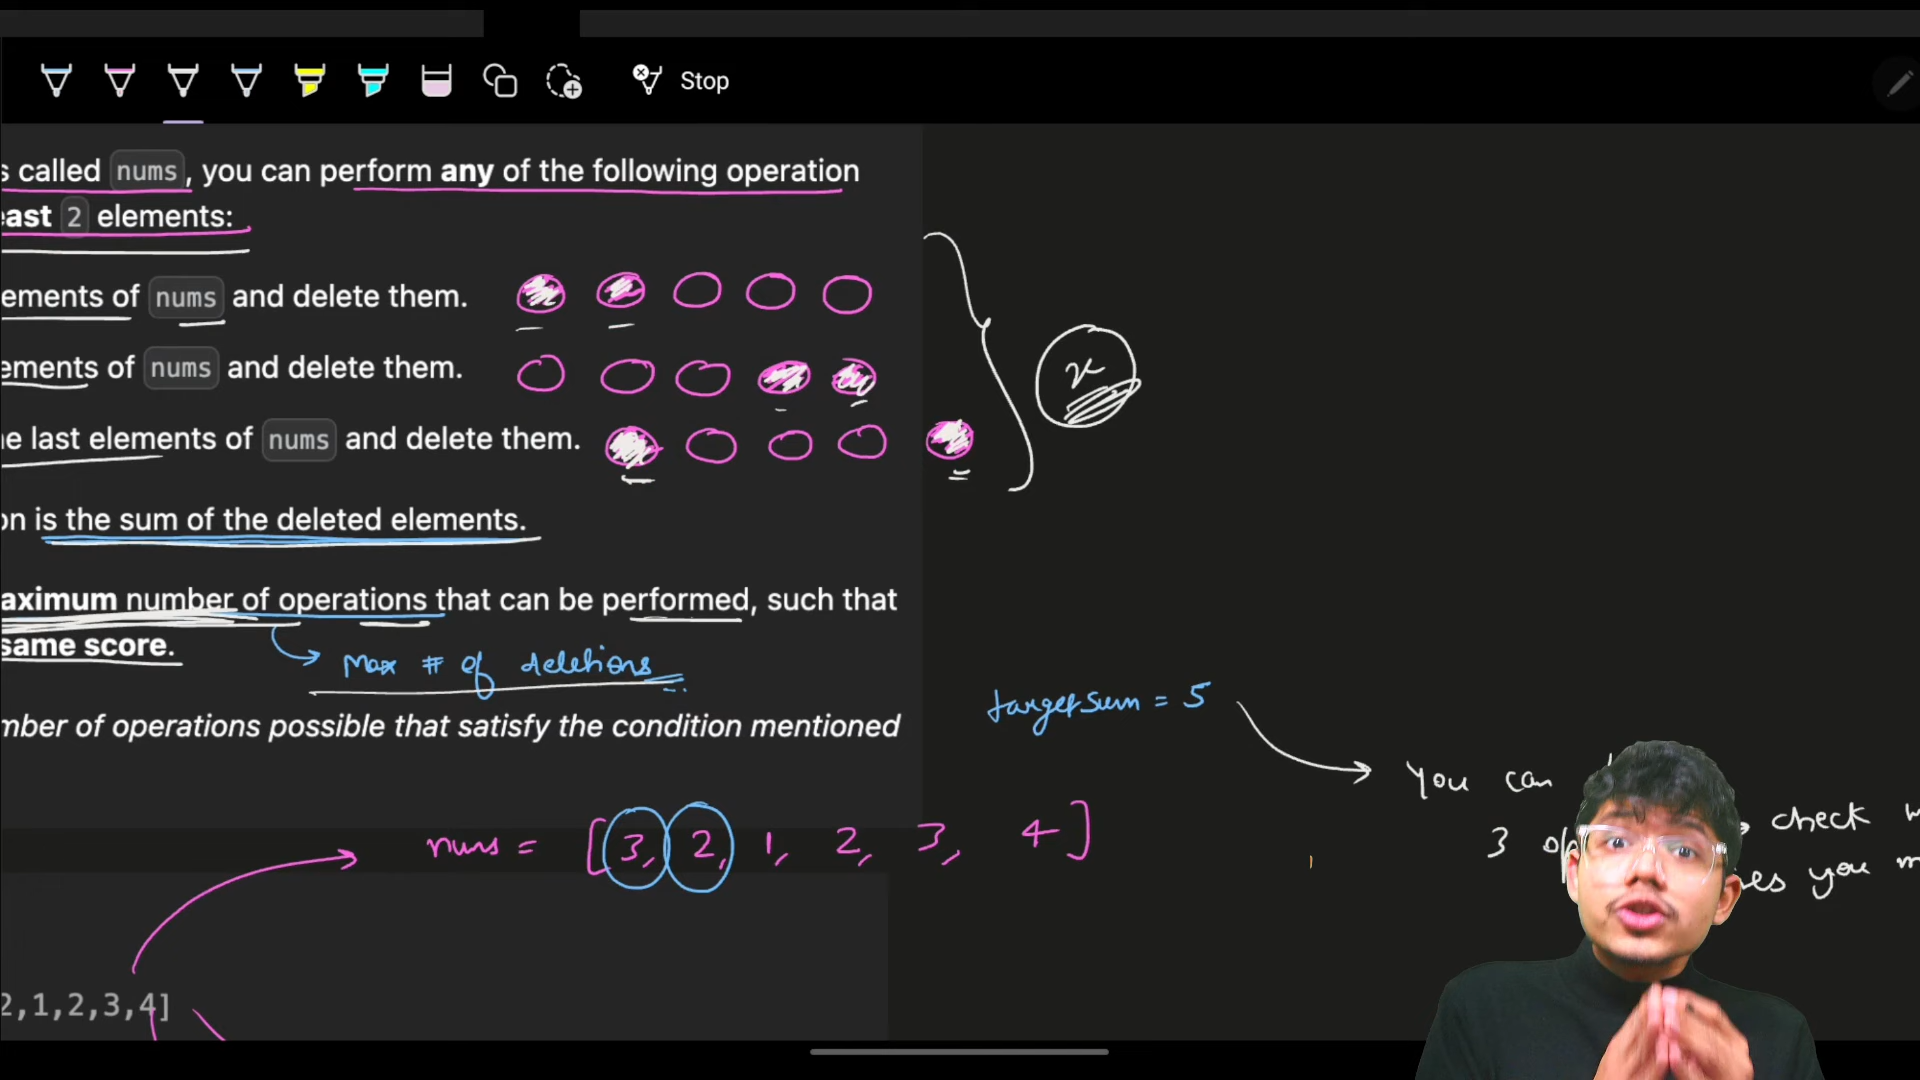 Stop
s called nums, you can perform any of the following operation
east 2 elements:
ements of nums and delete them.
ements of nums and delete them.
ne last elements of nums and delete them.
x
on is the sum of the deleted elements.
aximum number of operations that can be performed, such that
same score.
Max # of deletions
mber of operations possible that satisfy the condition mentioned
targetsum = 5
You can
3 op
check
es you m
nums = [3, 2, 1, 2, 3, 4]
2,1,2,3,4]